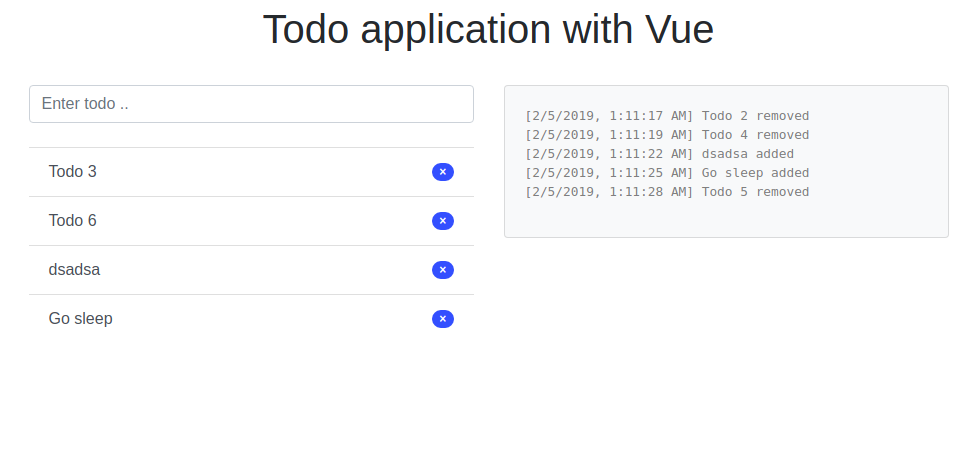 Todo application with Vue
Enter todo ..
Todo 3 ×
Todo 6 ×
dsadsa ×
Go sleep ×
[2/5/2019, 1:11:17 AM] Todo 2 removed
[2/5/2019, 1:11:19 AM] Todo 4 removed
[2/5/2019, 1:11:22 AM] dsadsa added
[2/5/2019, 1:11:25 AM] Go sleep added
[2/5/2019, 1:11:28 AM] Todo 5 removed